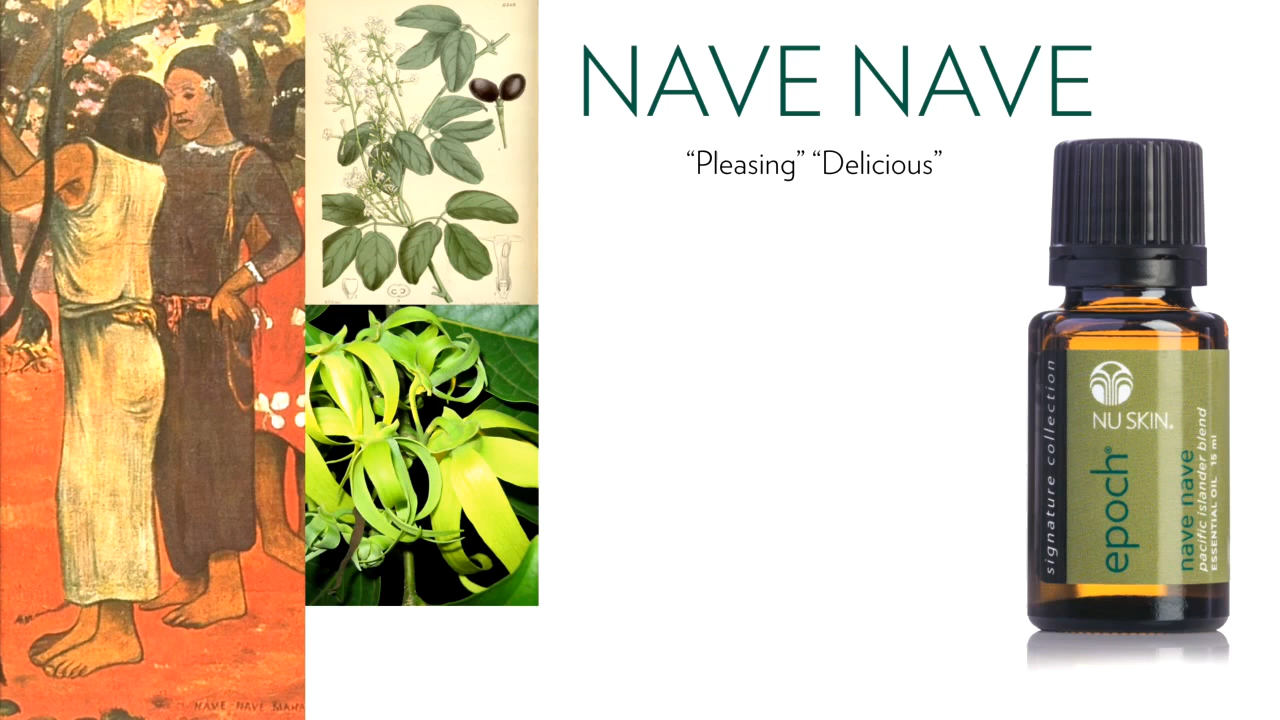 NAVE NAVE
“Pleasing” “Delicious”
NAVE NAVE MAHA
signature collection
NU SKIN®
epoch®
nave nave
pacific islander blend
ESSENTIAL OIL 15 ml